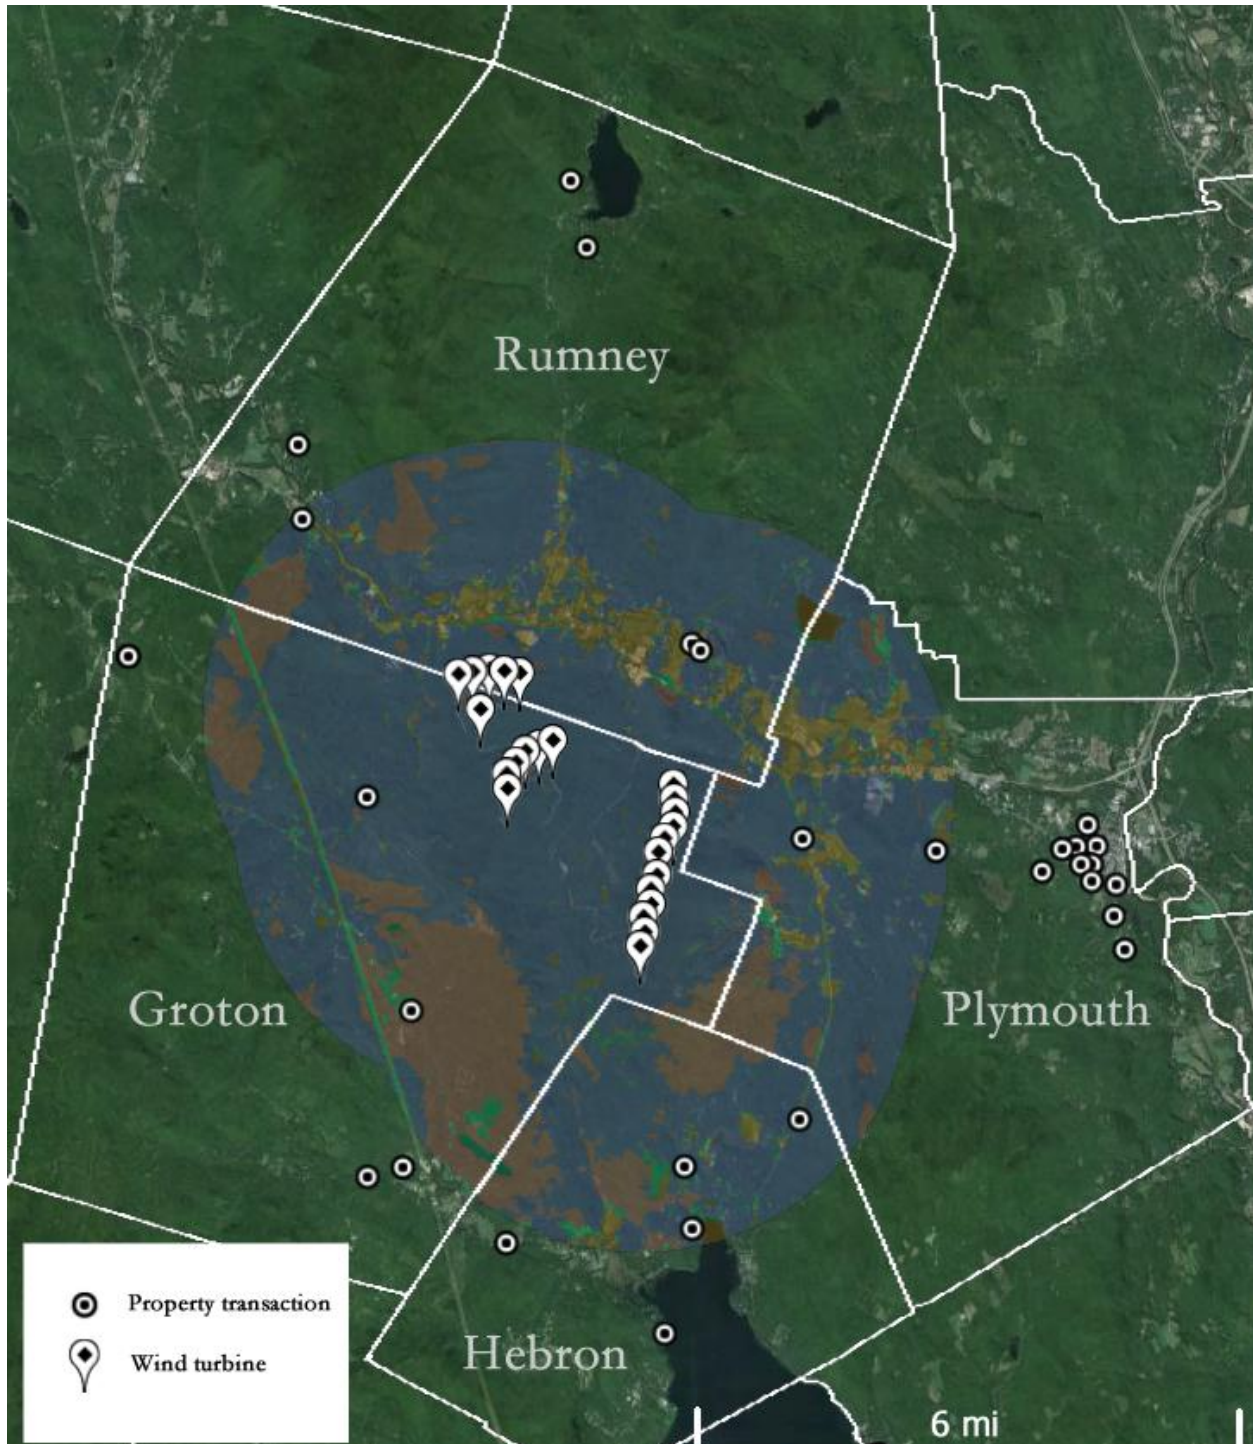 Rumney
Groton
Plymouth
Property transaction
Wind turbine
Hebron
6 mi